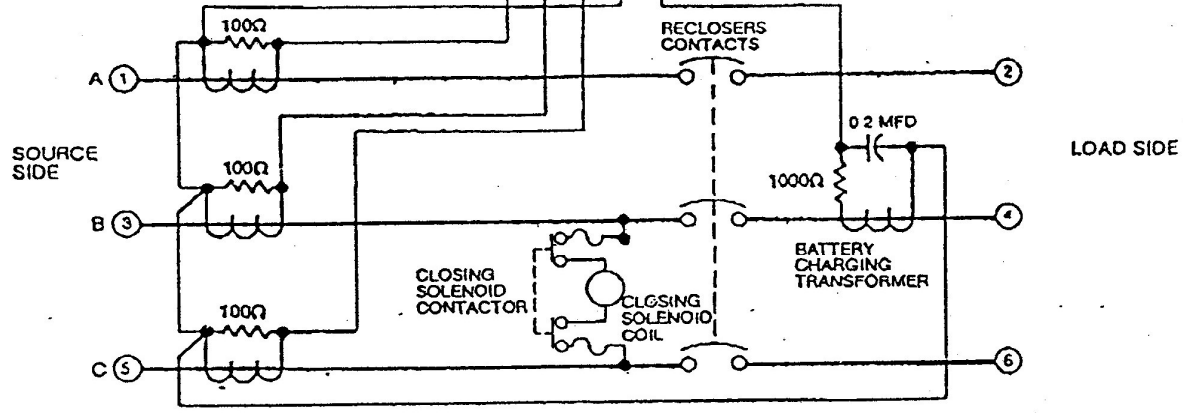 100Ω
RECLOSERS
CONTACTS
A 1
2
0 2 MFD
SOURCE
SIDE
LOAD SIDE
100Ω
1000Ω
B 3
4
BATTERY
CHARGING
TRANSFORMER
CLOSING
SOLENOID
CONTACTOR
CLOSING
SOLENOID
COIL
100Ω
C 5
6